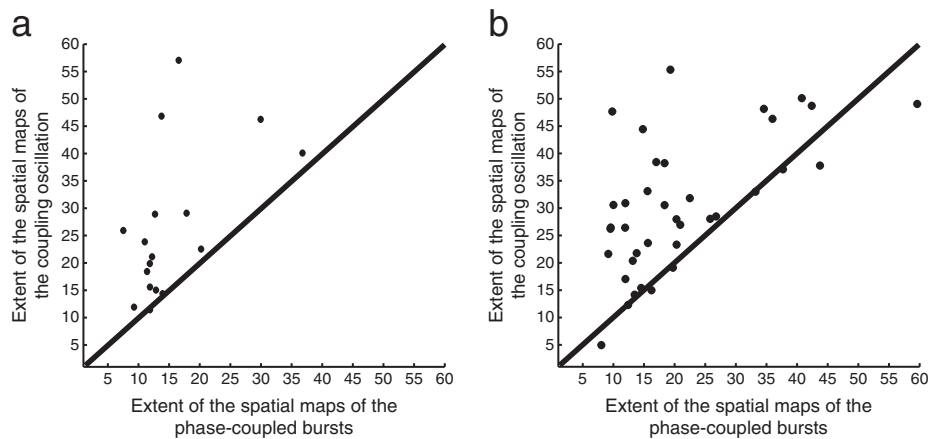 a
60
55
50
45
40
35
30
25
20
15
10
5
Extent of the spatial maps of
the coupling oscillation
5 10 15 20 25 30 35 40 45 50 55 60
Extent of the spatial maps of the
phase-coupled bursts
b
60
55
50
45
40
35
30
25
20
15
10
5
Extent of the spatial maps of
the coupling oscillation
5 10 15 20 25 30 35 40 45 50 55 60
Extent of the spatial maps of the
phase-coupled bursts